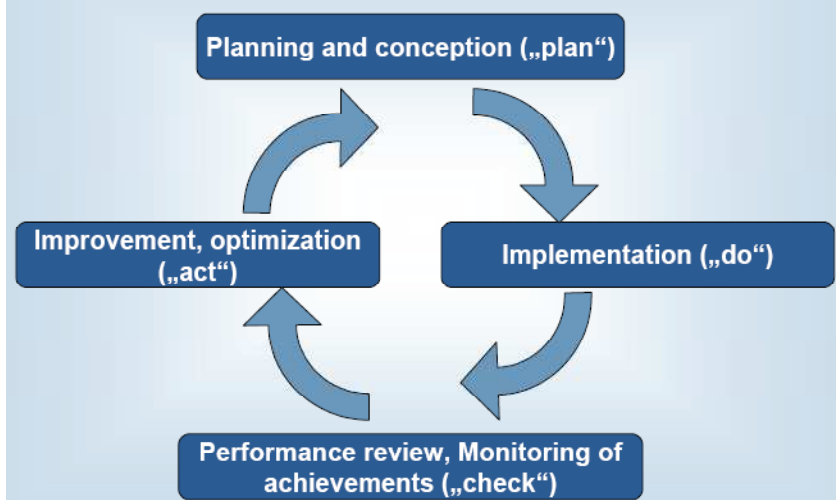 Planning and conception („plan“)
Improvement, optimization
(„act“)
Implementation („do“)
Performance review, Monitoring of
achievements („check“)